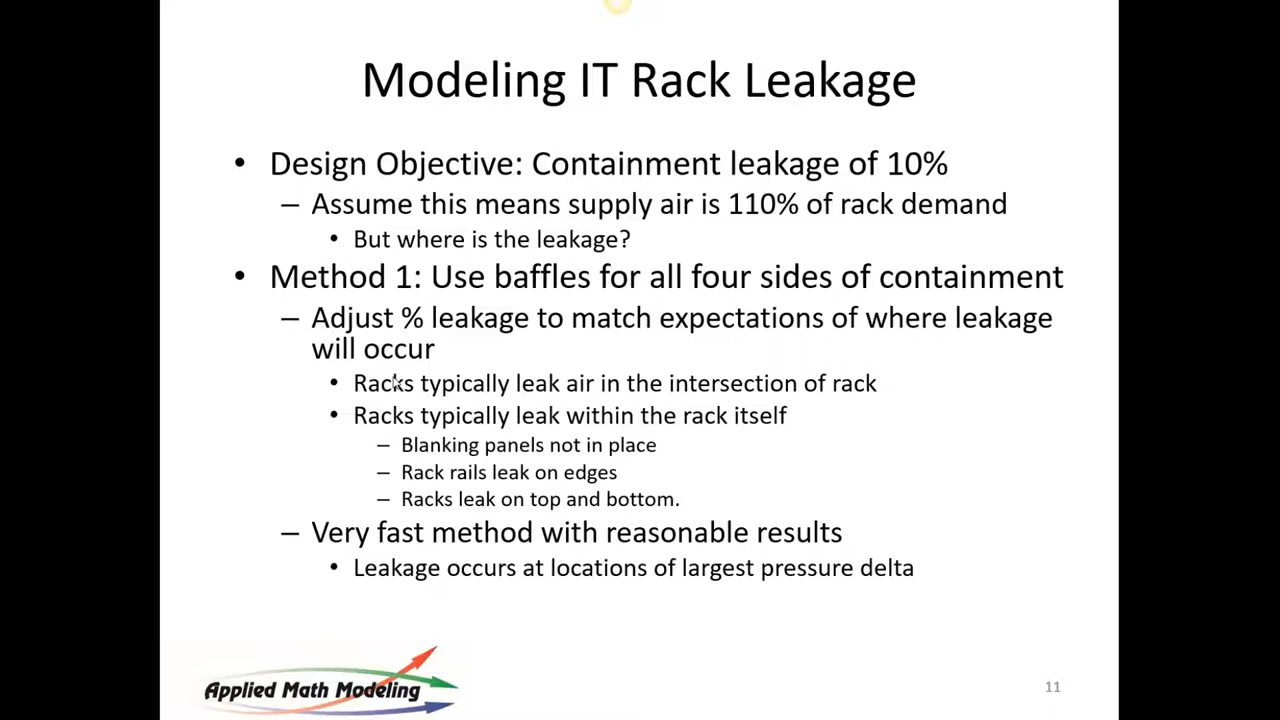 Modeling IT Rack Leakage
• Design Objective: Containment leakage of 10%
– Assume this means supply air is 110% of rack demand
• But where is the leakage?
• Method 1: Use baffles for all four sides of containment
– Adjust % leakage to match expectations of where leakage
will occur
• Racks typically leak air in the intersection of rack
• Racks typically leak within the rack itself
– Blanking panels not in place
– Rack rails leak on edges
– Racks leak on top and bottom.
– Very fast method with reasonable results
• Leakage occurs at locations of largest pressure delta
Applied Math Modeling
11